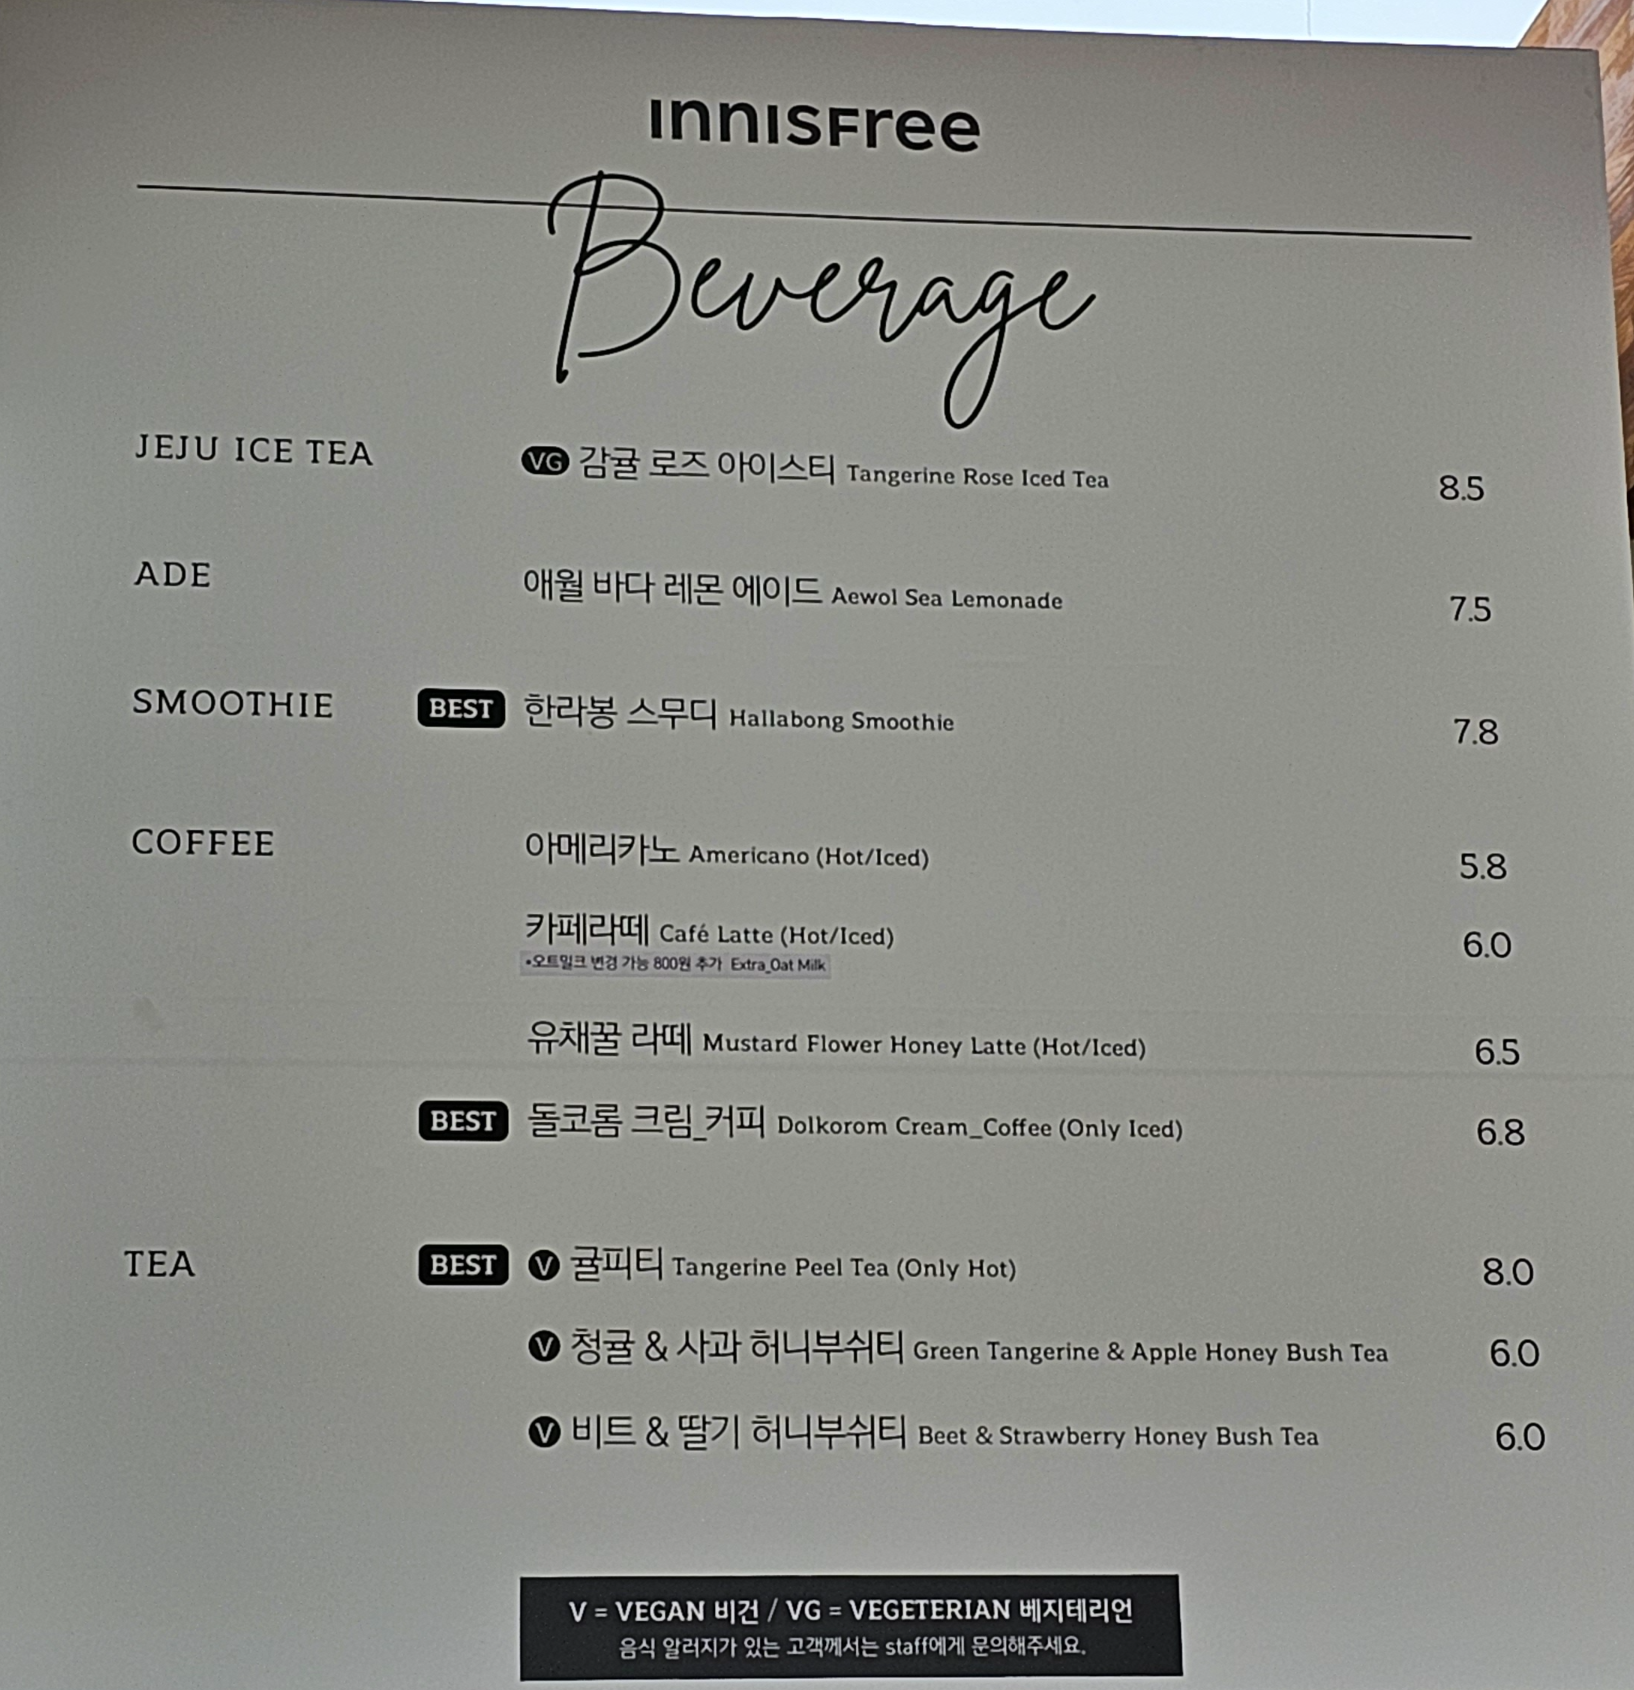 INNISFree
Beverage
JEJU ICE TEA VG 감귤 로즈 아이스티 Tangerine Rose Iced Tea 8.5
ADE 애월 바다 레몬 에이드 Aewol Sea Lemonade 7.5
SMOOTHIE BEST 한라봉 스무디 Hallabong Smoothie 7.8
COFFEE 아메리카노 Americano (Hot/Iced) 5.8
카페라떼 Café Latte (Hot/Iced) 6.0
•오트밀크 변경 가능 800원 추가 Extra_Oat Milk
유채꿀 라떼 Mustard Flower Honey Latte (Hot/Iced) 6.5
BEST 돌코롬 크림_커피 Dolkorom Cream_Coffee (Only Iced) 6.8
TEA BEST V 귤피티 Tangerine Peel Tea (Only Hot) 8.0
V 청귤 & 사과 허니부쉬티 Green Tangerine & Apple Honey Bush Tea 6.0
V 비트 & 딸기 허니부쉬티 Beet & Strawberry Honey Bush Tea 6.0
V = VEGAN 비건 / VG = VEGETERIAN 베지테리언
음식 알러지가 있는 고객께서는 staff에게 문의해주세요.